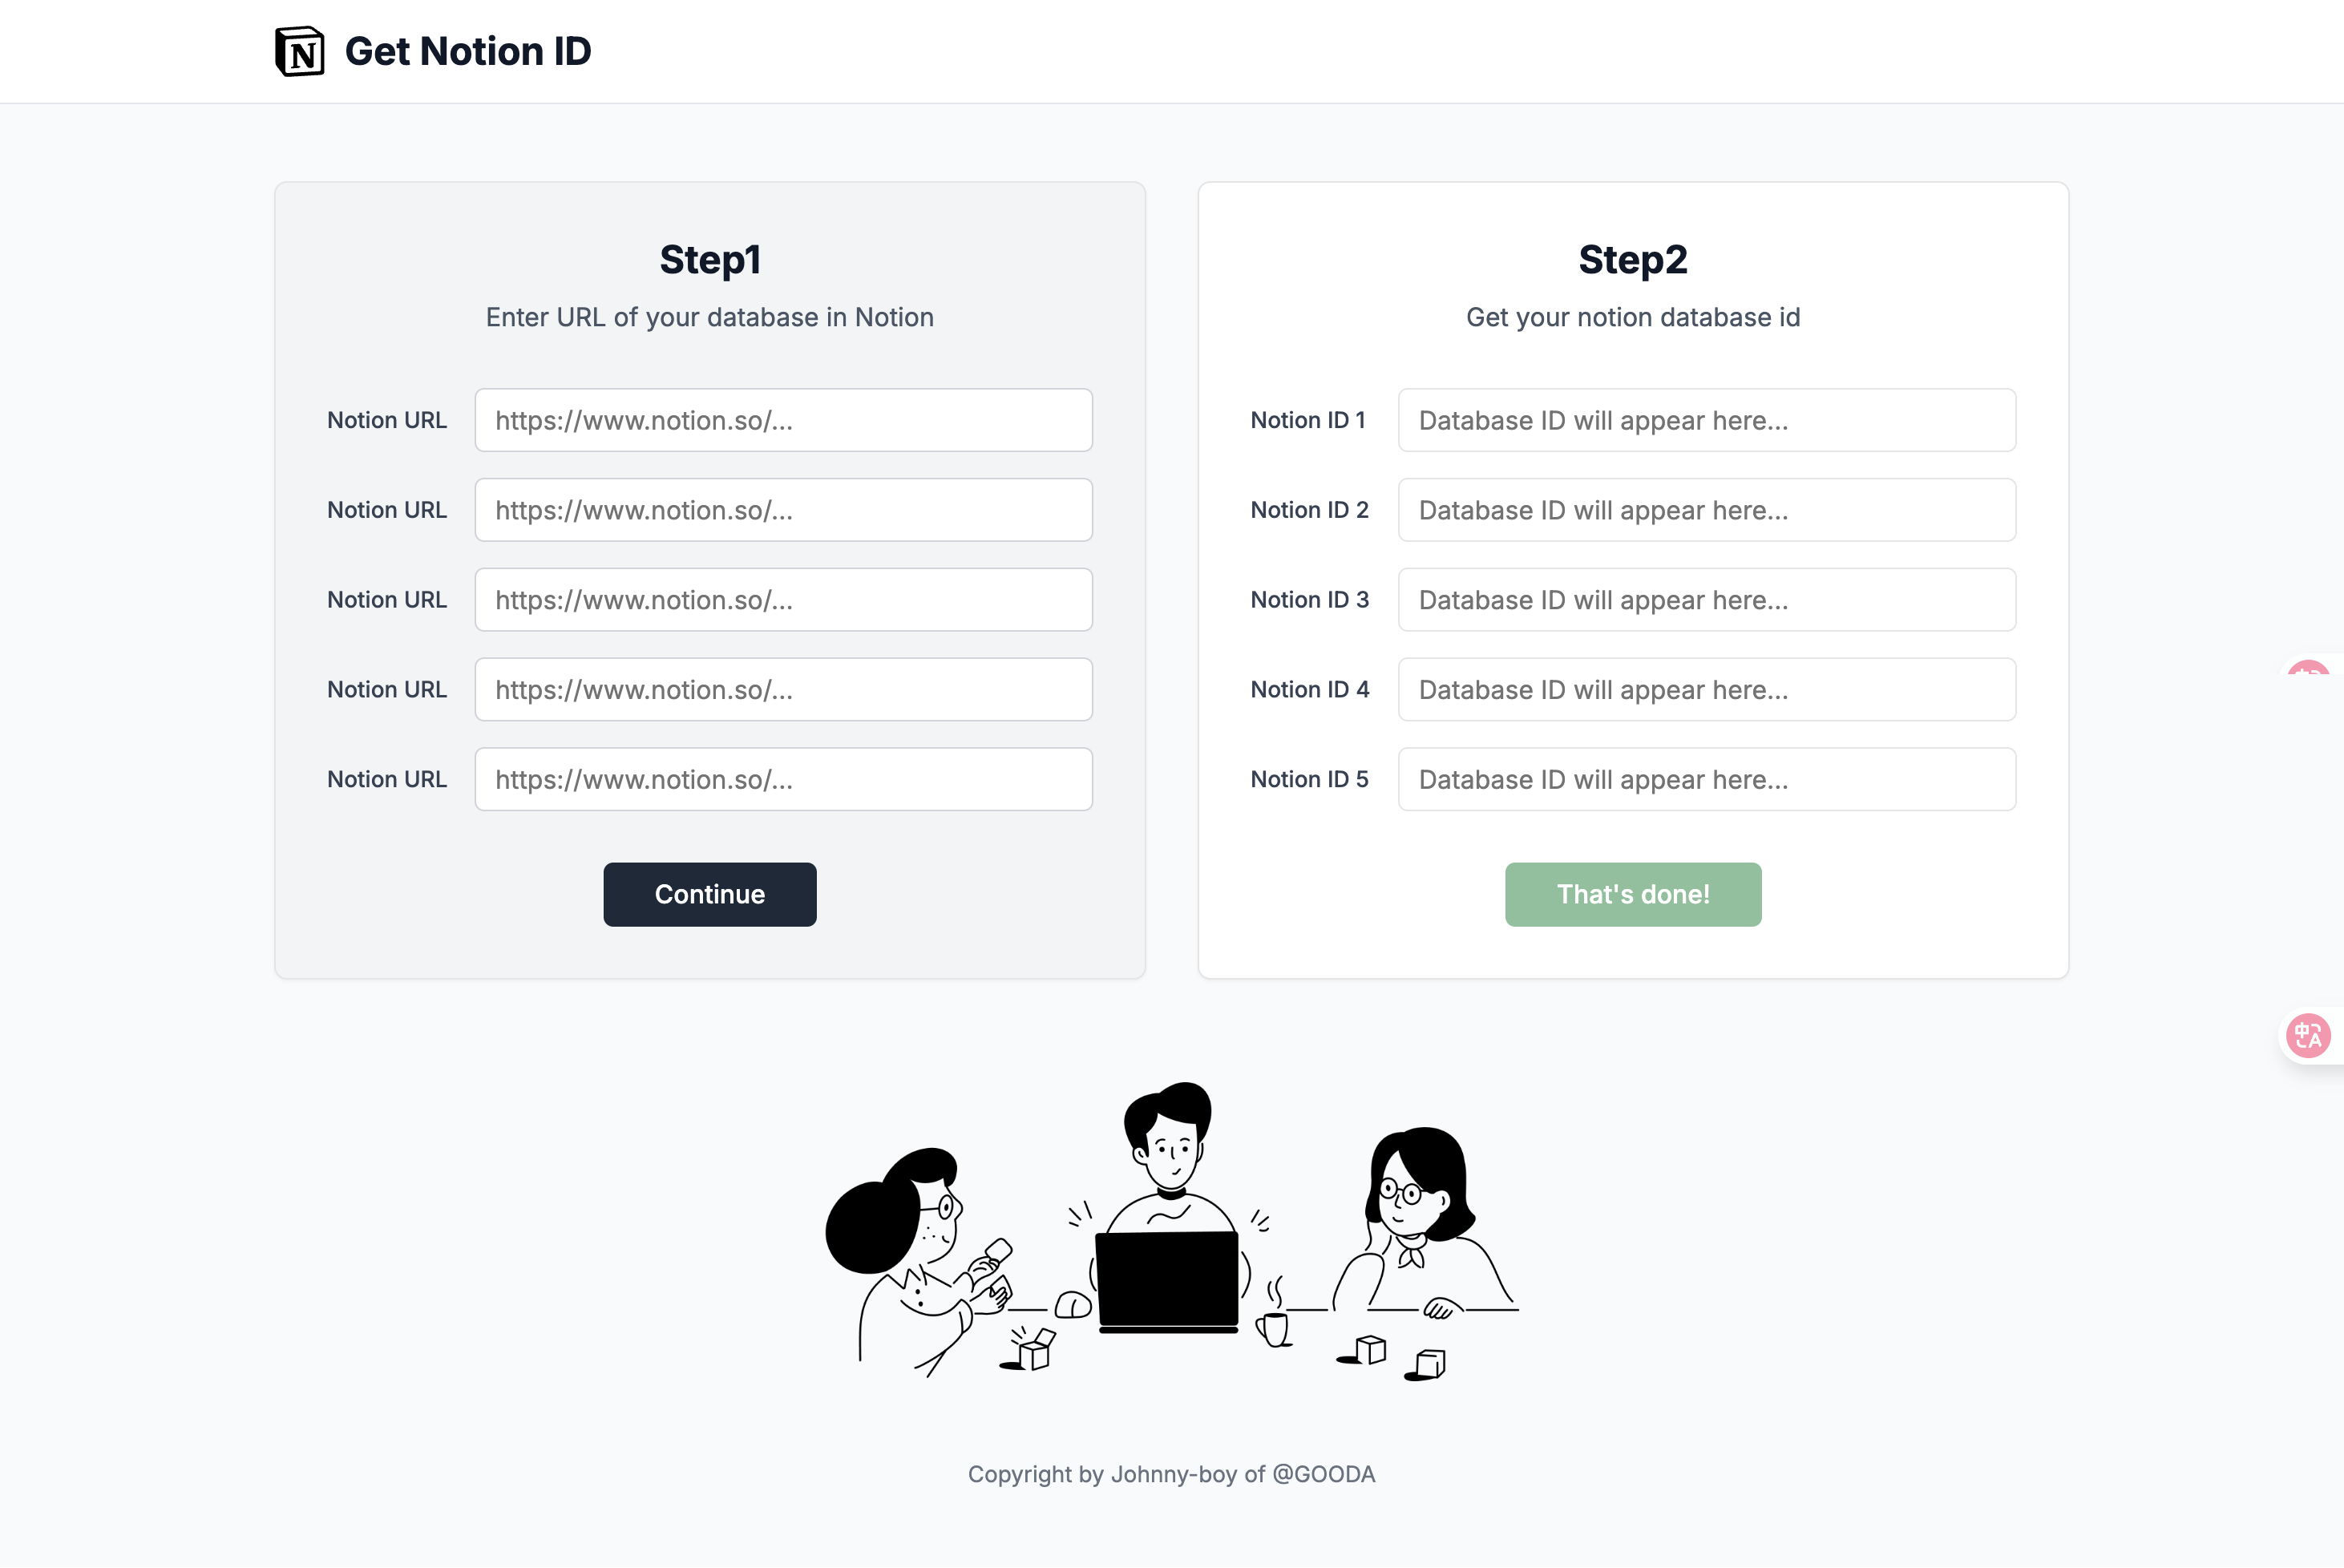 N Get Notion ID
Step1
Enter URL of your database in Notion
Notion URL https://www.notion.so/...
Notion URL https://www.notion.so/...
Notion URL https://www.notion.so/...
Notion URL https://www.notion.so/...
Notion URL https://www.notion.so/...
Continue
Step2
Get your notion database id
Notion ID 1 Database ID will appear here...
Notion ID 2 Database ID will appear here...
Notion ID 3 Database ID will appear here...
Notion ID 4 Database ID will appear here...
Notion ID 5 Database ID will appear here...
That's done!
中A
Copyright by Johnny-boy of @GOODA